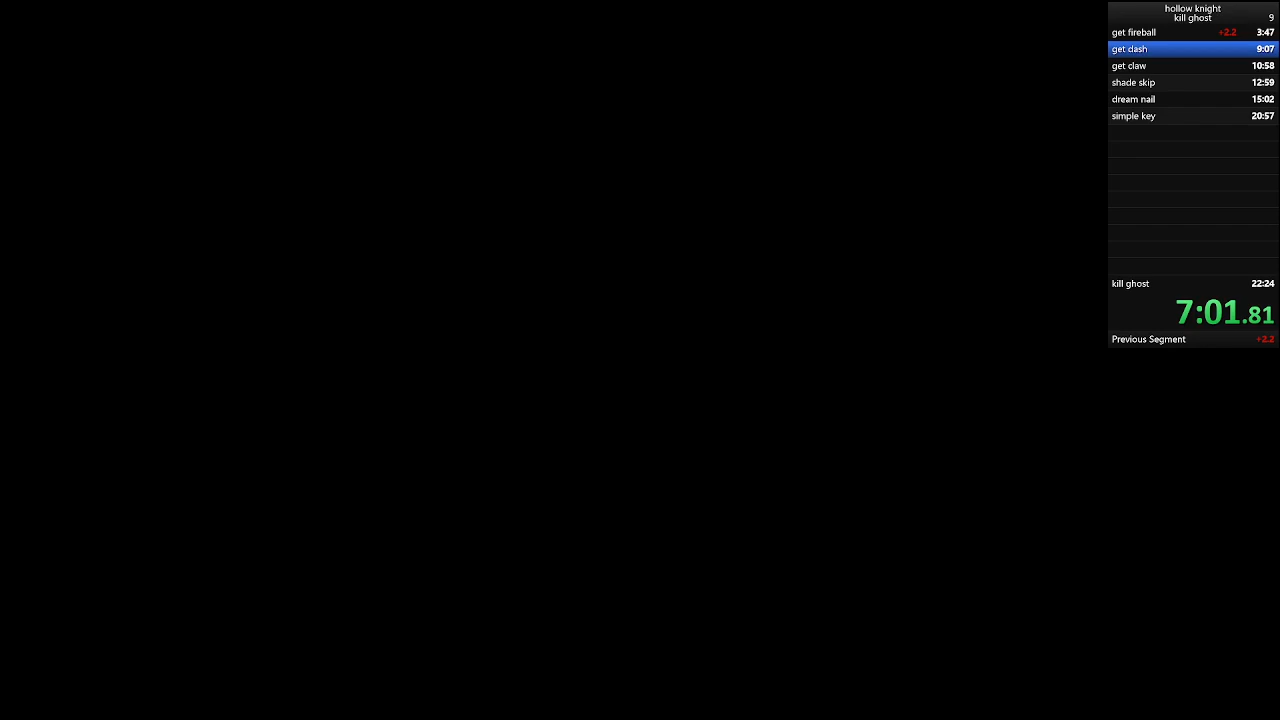 hollow knight
kill ghost 9
get fireball +2.2 3:47
get dash 9:07
get claw 10:58
shade skip 12:59
dream nail 15:02
simple key 20:57
kill ghost 22:24
7:01.81
Previous Segment +2.2